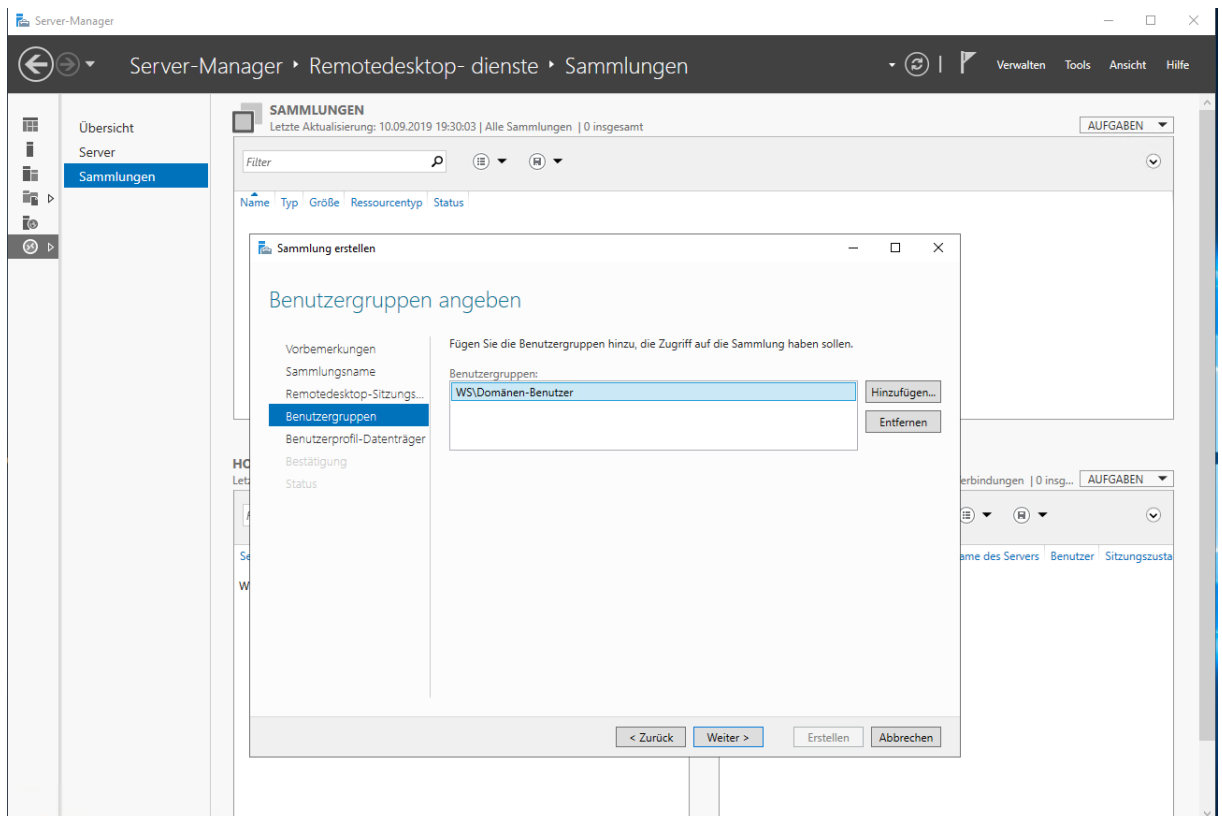 Server-Manager
Server-Manager ‣ Remotedesktop- dienste ‣ Sammlungen
Verwalten Tools Ansicht Hilfe
Übersicht
Server
Sammlungen
SAMMLUNGEN
Letzte Aktualisierung: 10.09.2019 19:30:03 | Alle Sammlungen | 0 insgesamt
AUFGABEN
Filter
Name Typ Größe Ressourcentyp Status
Sammlung erstellen
Benutzergruppen angeben
Vorbemerkungen
Sammlungsname
Remotedesktop-Sitzungs...
Benutzergruppen
Benutzerprofil-Datenträger
Bestätigung
Status
Fügen Sie die Benutzergruppen hinzu, die Zugriff auf die Sammlung haben sollen.
Benutzergruppen:
WS\Domänen-Benutzer
Hinzufügen...
Entfernen
< Zurück Weiter > Erstellen Abbrechen
HO
Let
erbindungen | 0 insg... AUFGABEN
Se
ame des Servers Benutzer Sitzungszusta
W